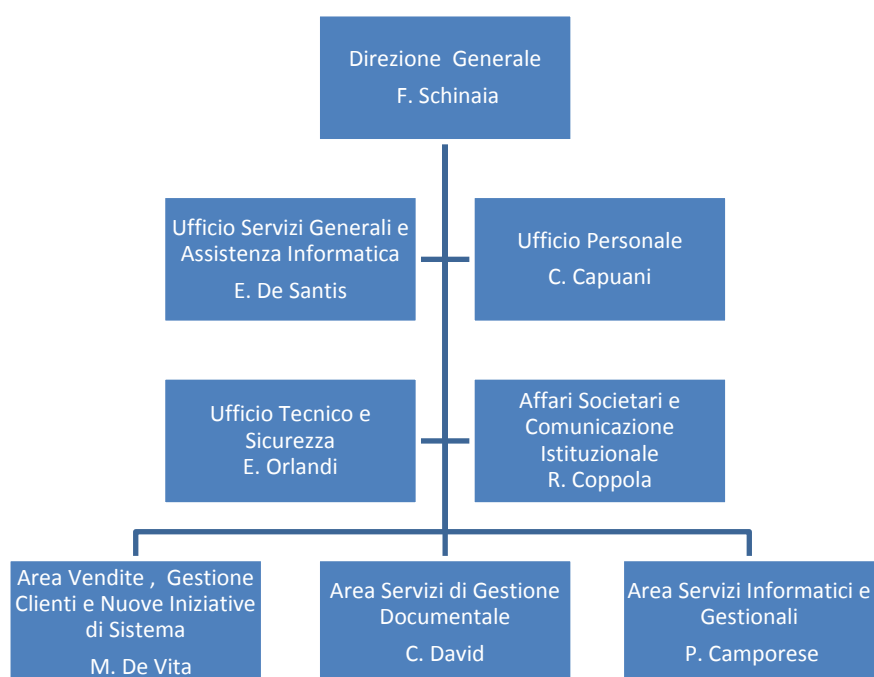 Direzione  Generale
F. Schinaia
Ufficio Servizi Generali e
Assistenza Informatica
E. De Santis
Ufficio Personale
C. Capuani
Ufficio Tecnico e
Sicurezza
E. Orlandi
Affari Societari e
Comunicazione
Istituzionale
R. Coppola
Area Vendite ,  Gestione
Clienti e Nuove Iniziative
di Sistema
M. De Vita
Area Servizi di Gestione
Documentale
C. David
Area Servizi Informatici e
Gestionali
P. Camporese